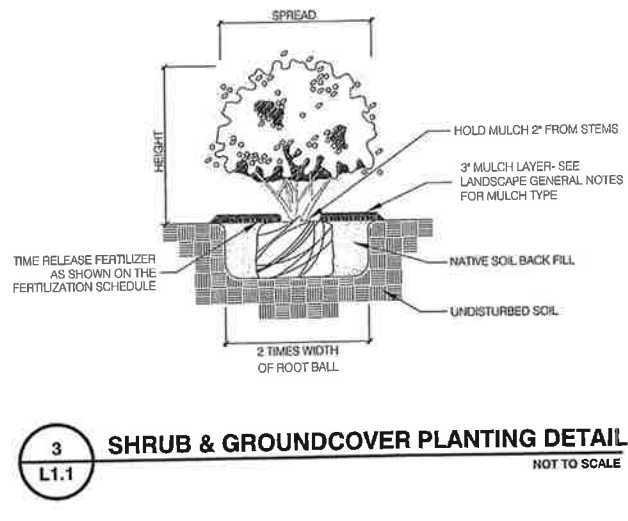 SPREAD
HEIGHT
HOLD MULCH 2" FROM STEMS
3" MULCH LAYER- SEE
LANDSCAPE GENERAL NOTES
FOR MULCH TYPE
TIME RELEASE FERTILIZER
AS SHOWN ON THE
FERTILIZATION SCHEDULE
NATIVE SOIL BACK FILL
UNDISTURBED SOIL
2 TIMES WIDTH
OF ROOT BALL
3
L1.1
SHRUB & GROUNDCOVER PLANTING DETAIL
NOT TO SCALE